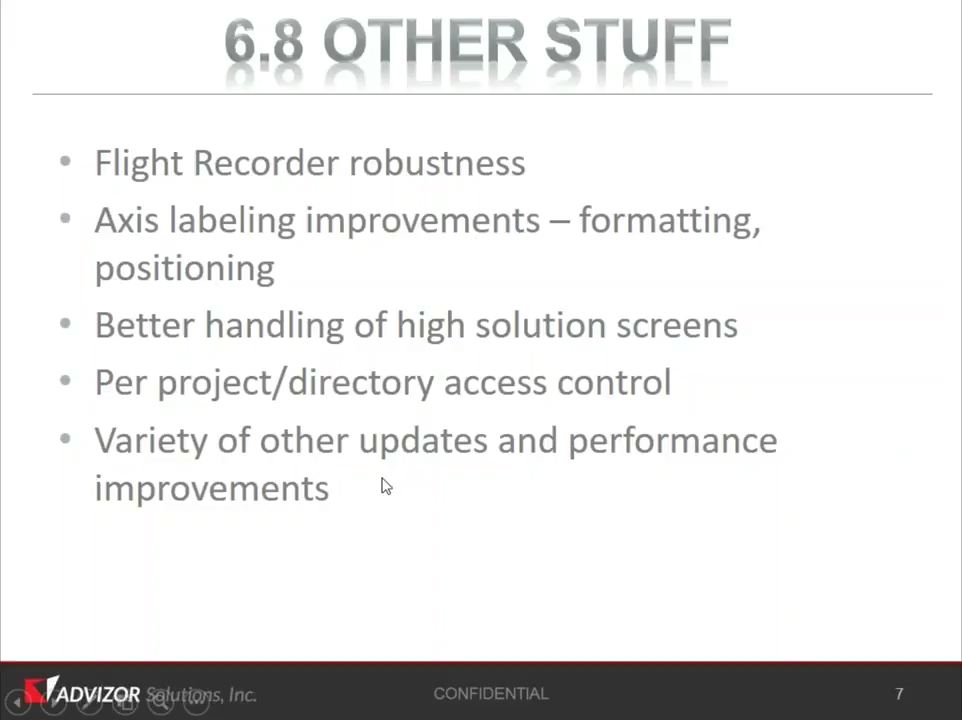 6.8 OTHER STUFF
• Flight Recorder robustness
• Axis labeling improvements – formatting,
positioning
• Better handling of high solution screens
• Per project/directory access control
• Variety of other updates and performance
improvements
ADVIZOR Solutions, Inc.
CONFIDENTIAL
7